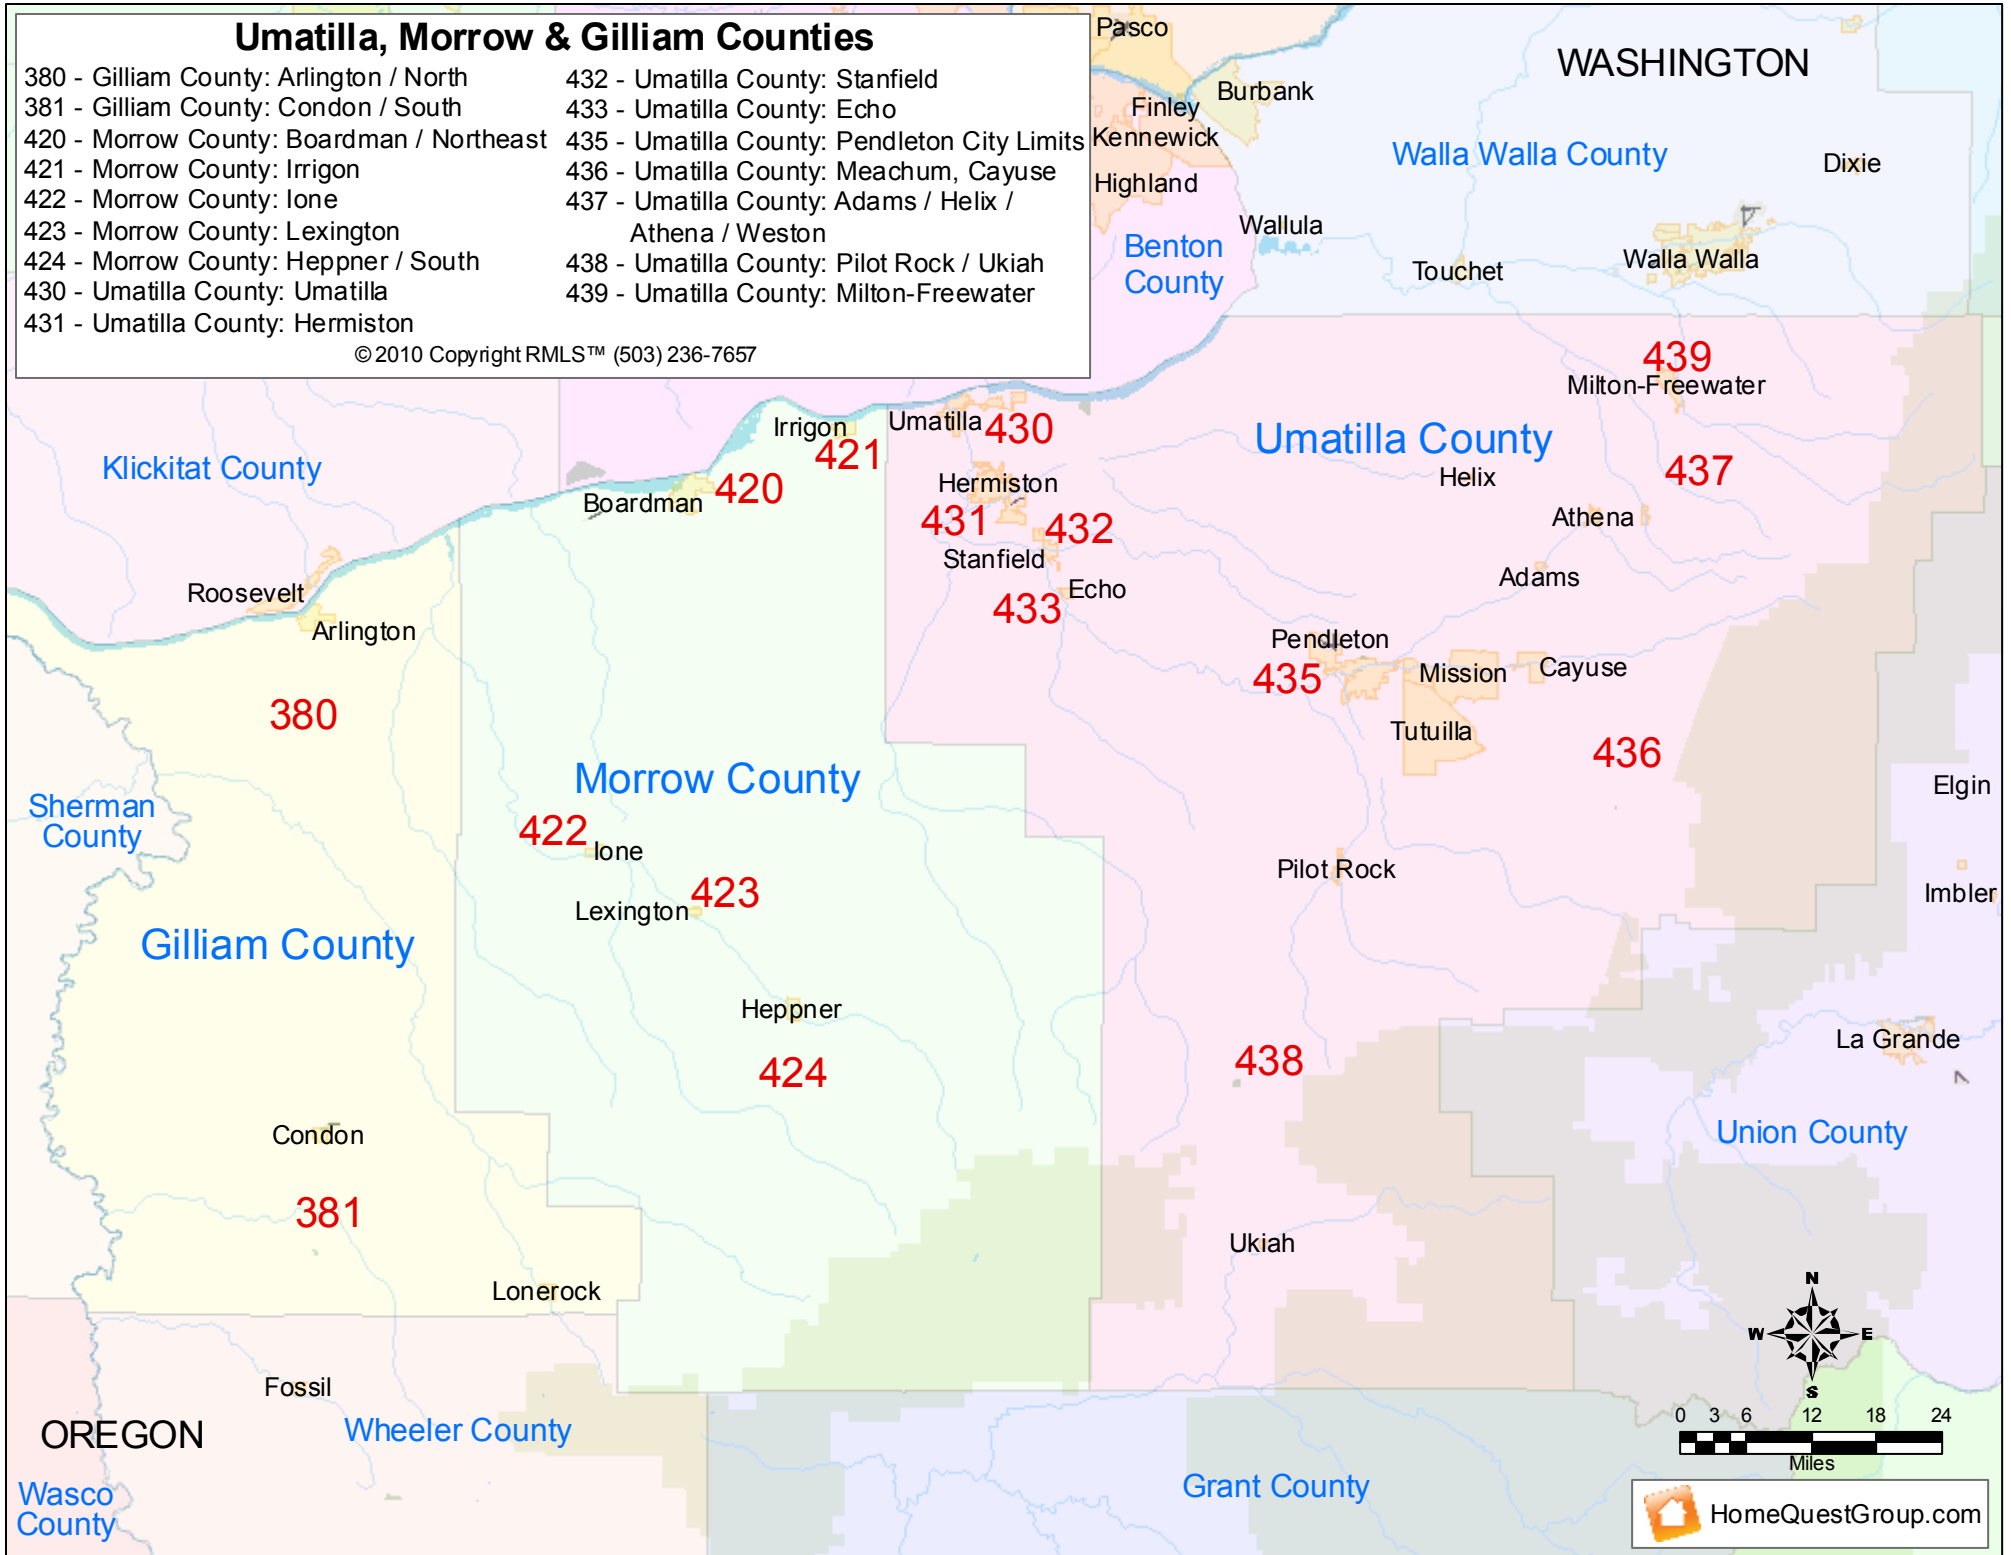 Umatilla, Morrow & Gilliam Counties
380 - Gilliam County: Arlington / North
381 - Gilliam County: Condon / South
420 - Morrow County: Boardman / Northeast
421 - Morrow County: Irrigon
422 - Morrow County: Ione
423 - Morrow County: Lexington
424 - Morrow County: Heppner / South
430 - Umatilla County: Umatilla
431 - Umatilla County: Hermiston
432 - Umatilla County: Stanfield
433 - Umatilla County: Echo
435 - Umatilla County: Pendleton City Limits
436 - Umatilla County: Meachum, Cayuse
437 - Umatilla County: Adams / Helix /
Athena / Weston
438 - Umatilla County: Pilot Rock / Ukiah
439 - Umatilla County: Milton-Freewater
© 2010 Copyright RMLS™ (503) 236-7657
Pasco
WASHINGTON
Burbank
Finley
Kennewick
Walla Walla County
Dixie
Highland
Wallula
Benton
County
Touchet
Walla Walla
439
Milton-Freewater
Irrigon
421
Umatilla
430
Umatilla County
Klickitat County
Boardman
420
Hermiston
Helix
437
431
432
Athena
Stanfield
Roosevelt
Echo
433
Adams
Arlington
Pendleton
435
Mission
Cayuse
380
Tutuilla
436
Morrow County
Elgin
Sherman
County
422
Ione
Pilot Rock
423
Lexington
Imbler
Gilliam County
Heppner
La Grande
424
438
Condon
Union County
381
Ukiah
Lonerock
N
W
E
S
Fossil
OREGON
Wheeler County
0 3 6 12 18 24
Miles
Wasco
County
Grant County
HomeQuestGroup.com